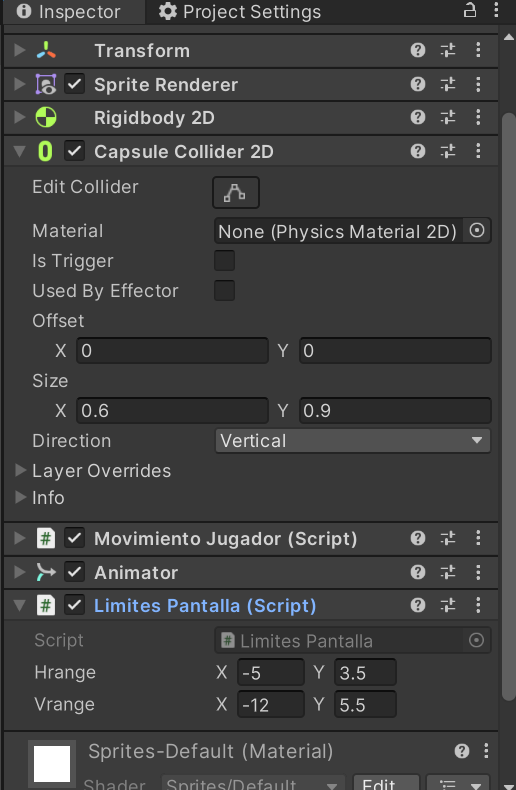 Inspector Project Settings
Transform
Sprite Renderer
Rigidbody 2D
Capsule Collider 2D
Edit Collider
Material None (Physics Material 2D)
Is Trigger
Used By Effector
Offset
X 0 Y 0
Size
X 0.6 Y 0.9
Direction Vertical
Layer Overrides
Info
# Movimiento Jugador (Script)
Animator
# Limites Pantalla (Script)
Script # Limites Pantalla
Hrange X -5 Y 3.5
Vrange X -12 Y 5.5
Sprites-Default (Material)
Shader Sprites/Default Edit...